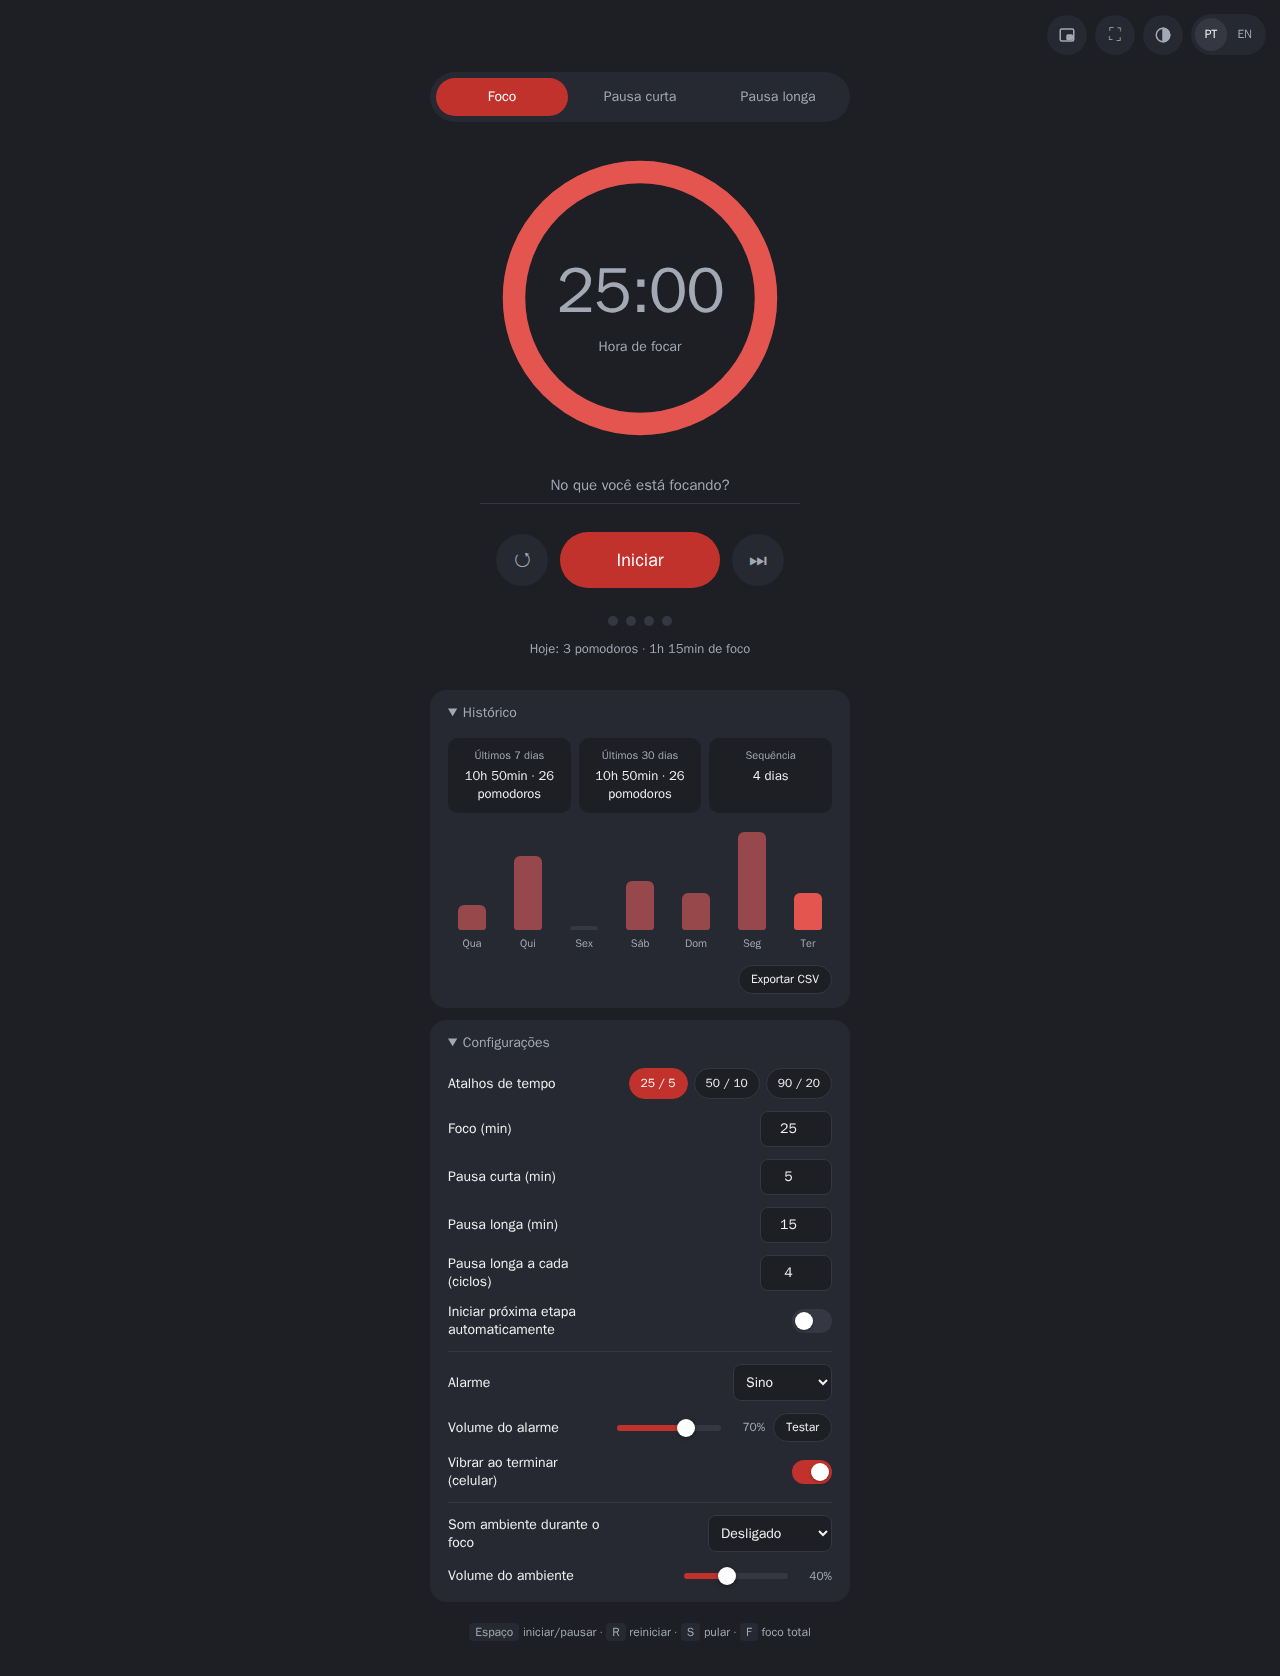 PT EN
Foco Pausa curta Pausa longa
25:00
Hora de focar
No que você está focando?
Iniciar
Hoje: 3 pomodoros · 1h 15min de foco
Histórico
Últimos 7 dias
10h 50min · 26
pomodoros
Últimos 30 dias
10h 50min · 26
pomodoros
Sequência
4 dias
Qua Qui Sex Sáb Dom Seg Ter
Exportar CSV
Configurações
Atalhos de tempo 25 / 5 50 / 10 90 / 20
Foco (min) 25
Pausa curta (min) 5
Pausa longa (min) 15
Pausa longa a cada
(ciclos) 4
Iniciar próxima etapa
automaticamente
Alarme Sino
Volume do alarme 70% Testar
Vibrar ao terminar
(celular)
Som ambiente durante o
foco Desligado
Volume do ambiente 40%
Espaço iniciar/pausar · R reiniciar · S pular · F foco total